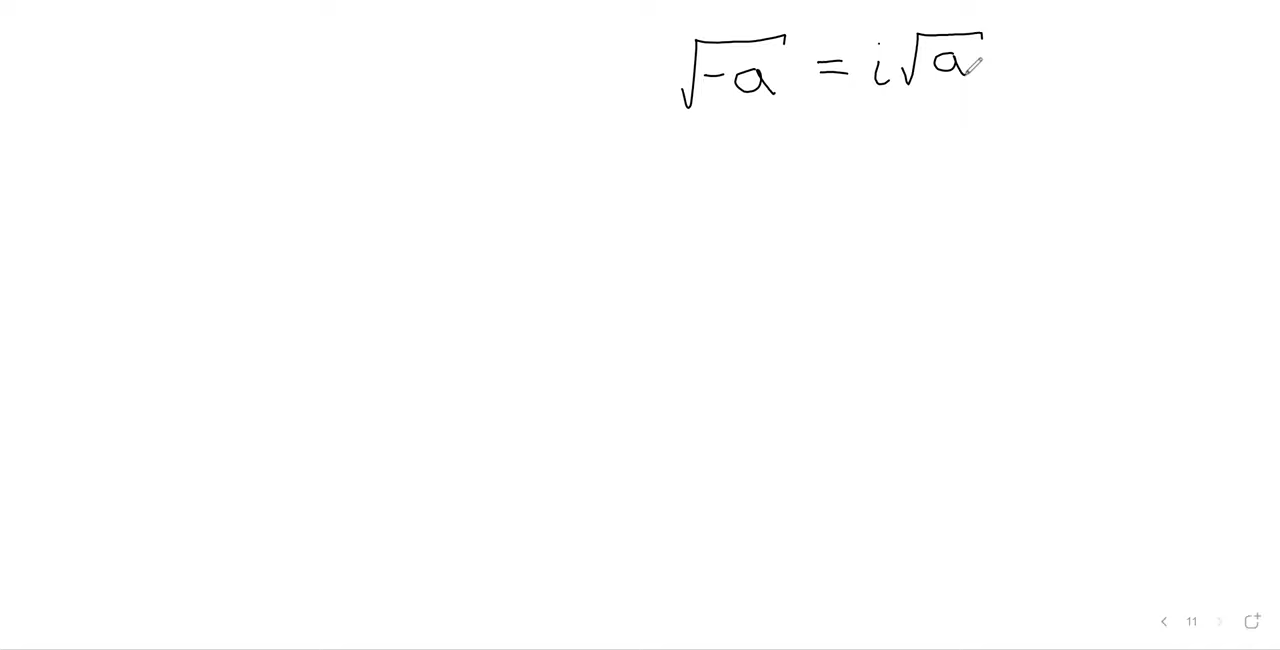 √-a = i√a
11